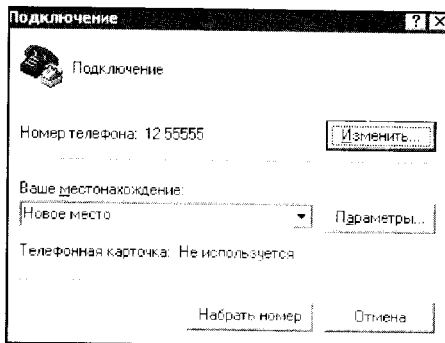 Подключение
Подключение
Номер телефона: 12 55555
Изменить...
Ваше местонахождение:
Новое место
Параметры...
Телефонная карточка: Не используется
Набрать номер
Отмена